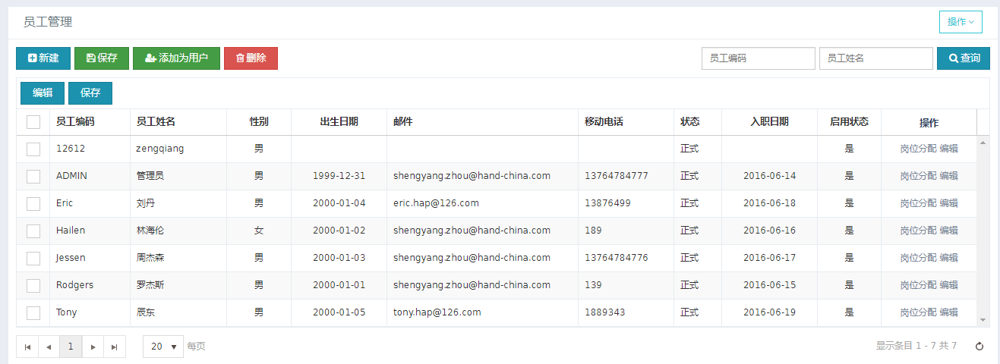 员工管理
操作
新建 保存 添加为用户 删除 员工编码 员工姓名 查询
编辑 保存
员工编码 员工姓名 性别 出生日期 邮件 移动电话 状态 入职日期 启用状态 操作
12612 zengqiang 男 正式 是 岗位分配 编辑
ADMIN 管理员 男 1999-12-31 shengyang.zhou@hand-china.com 13764784777 正式 2016-06-14 是 岗位分配 编辑
Eric 刘丹 男 2000-01-04 eric.hap@126.com 13876499 正式 2016-06-18 是 岗位分配 编辑
Hailen 林海伦 女 2000-01-02 shengyang.zhou@hand-china.com 189 正式 2016-06-16 是 岗位分配 编辑
Jessen 周杰森 男 2000-01-03 shengyang.zhou@hand-china.com 13764784776 正式 2016-06-17 是 岗位分配 编辑
Rodgers 罗杰斯 男 2000-01-01 shengyang.zhou@hand-china.com 139 正式 2016-06-15 是 岗位分配 编辑
Tony 辰东 男 2000-01-05 tony.hap@126.com 1889343 正式 2016-06-19 是 岗位分配 编辑
1 20 每页 显示条目 1 - 7 共 7